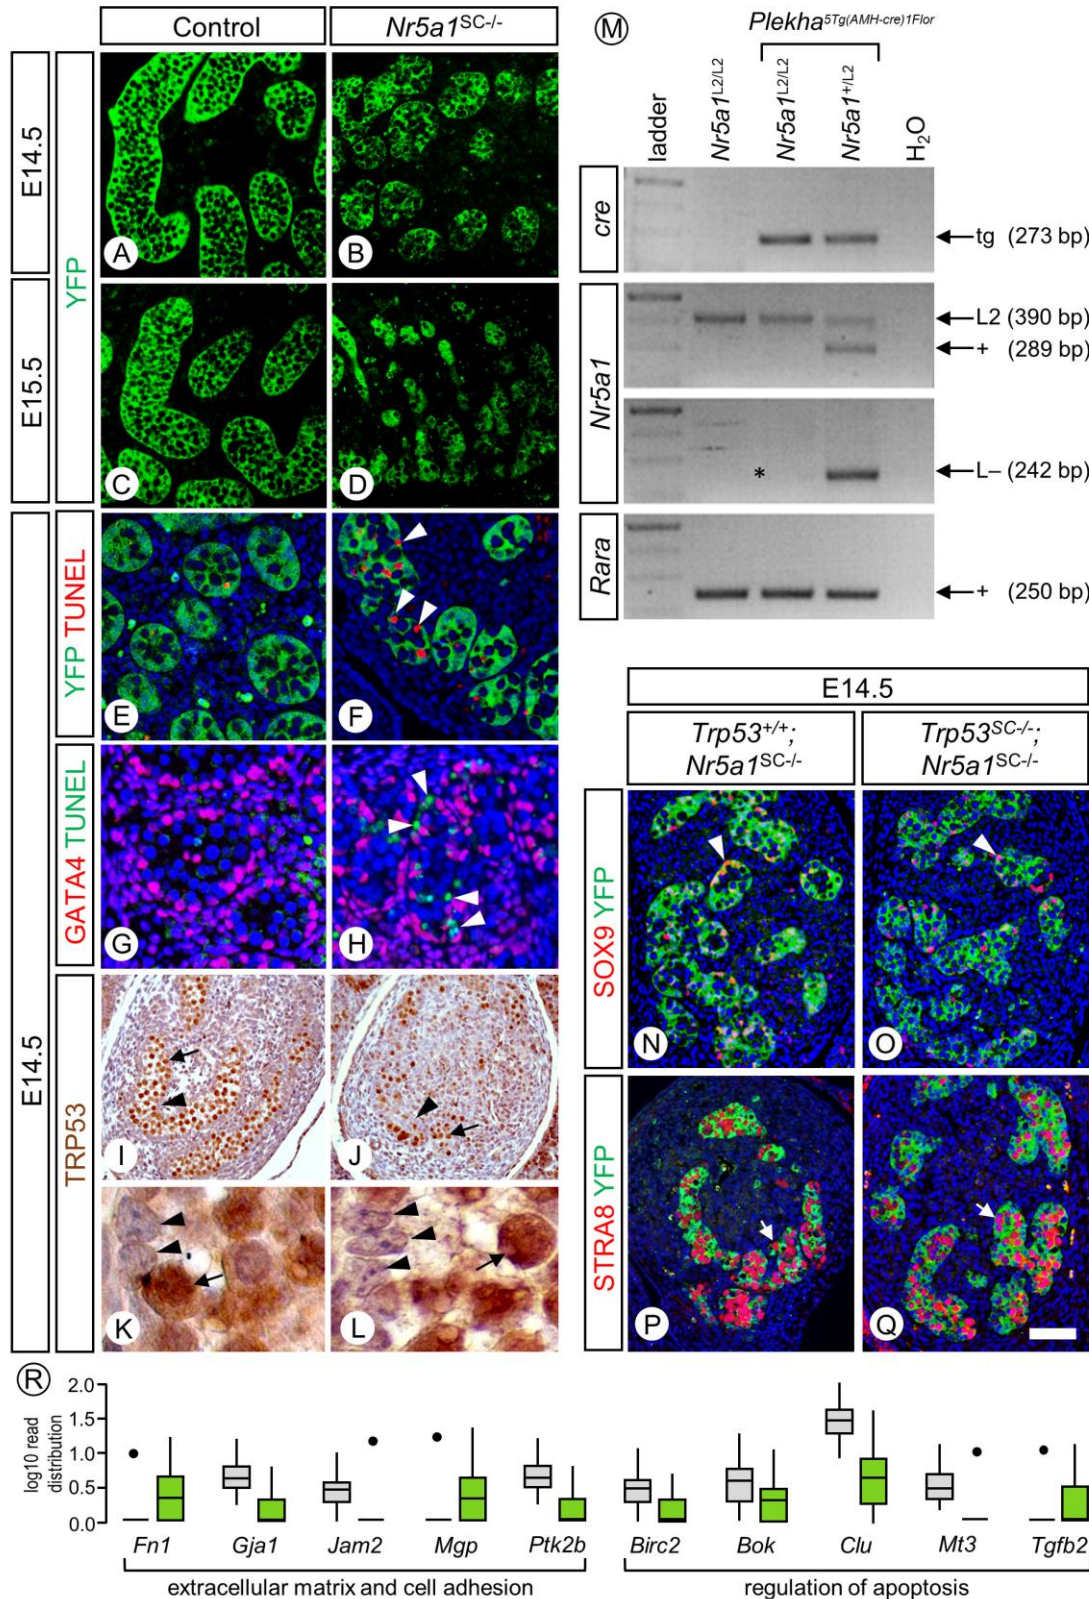 Control
Nr5a1SC-/-
E14.5
E15.5
YFP
A
B
C
D
YFP TUNEL
E
F
GATA4 TUNEL
G
H
E14.5
TRP53
I
J
K
L
M
Plekha5Tg(AMH-cre)1Flor
ladder
Nr5a1L2/L2
Nr5a1L2/L2
Nr5a1+/L2
H2O
cre
tg (273 bp)
Nr5a1
L2 (390 bp)
+ (289 bp)
*
L– (242 bp)
Rara
+ (250 bp)
E14.5
Trp53+/+;
Nr5a1SC-/-
Trp53SC-/-;
Nr5a1SC-/-
SOX9 YFP
N
O
STRA8 YFP
P
Q
R
log10 read
distribution
2.0
1.5
1.0
0.5
0.0
Fn1 Gja1 Jam2 Mgp Ptk2b Birc2 Bok Clu Mt3 Tgfb2
extracellular matrix and cell adhesion
regulation of apoptosis